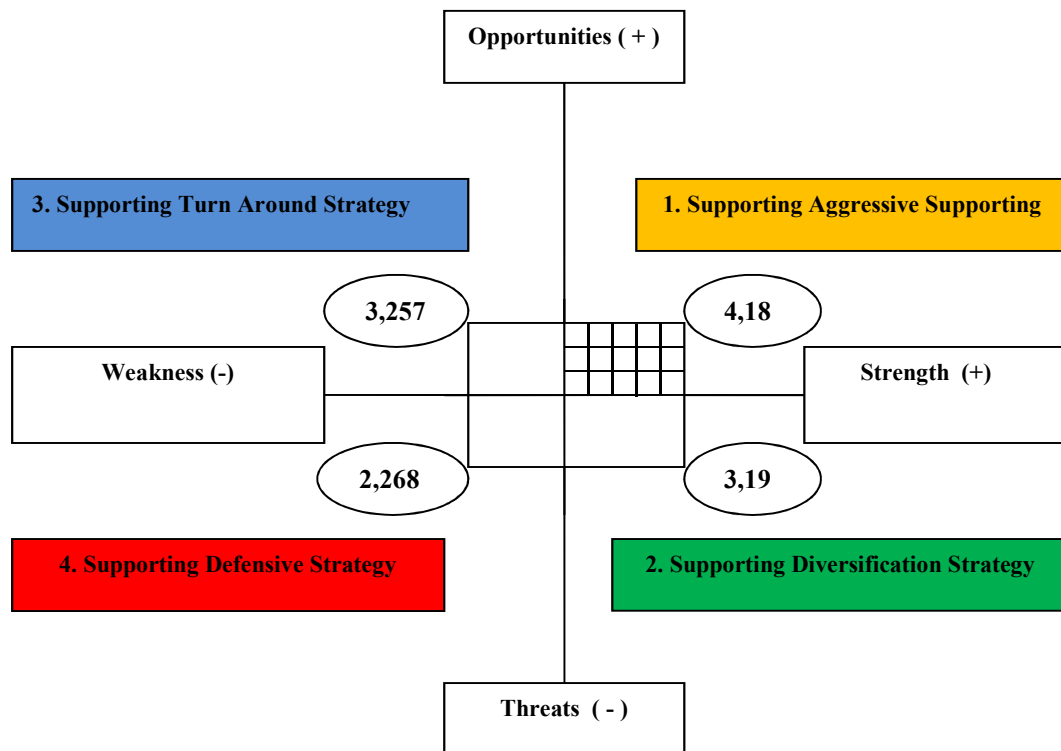 Opportunities ( + )
3. Supporting Turn Around Strategy
1. Supporting Aggressive Supporting
3,257
4,18
Weakness (-)
Strength (+)
2,268
3,19
4. Supporting Defensive Strategy
2. Supporting Diversification Strategy
Threats ( - )